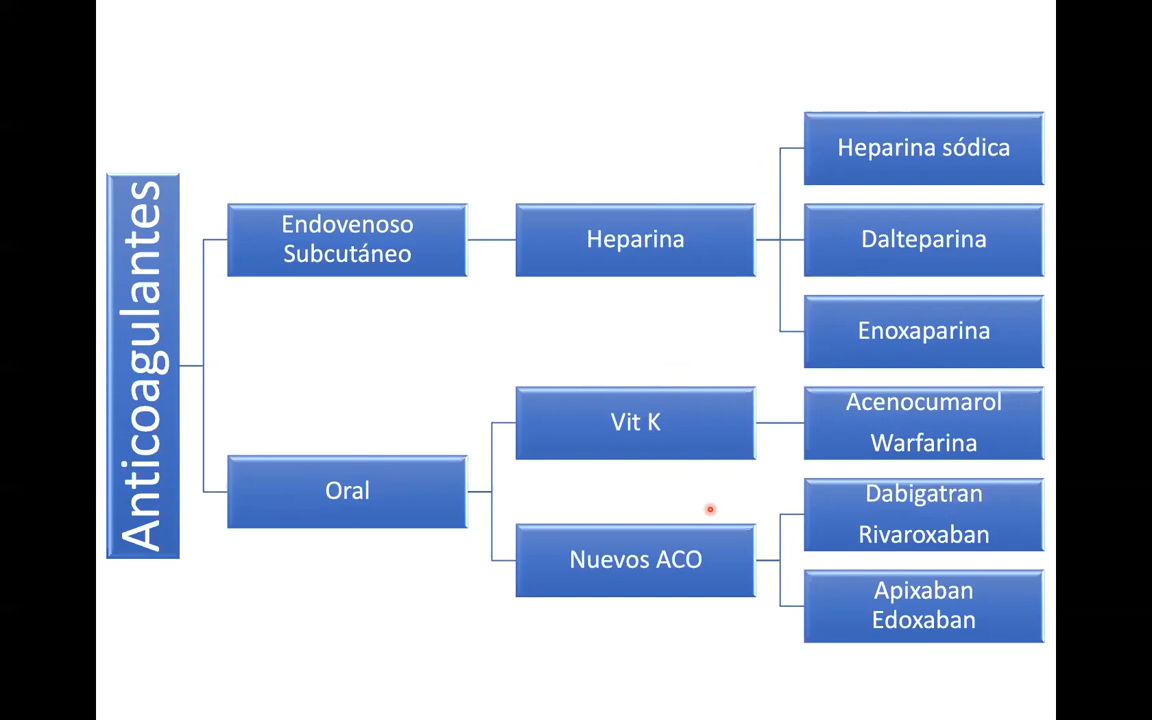 Anticoagulantes
Endovenoso
Subcutáneo
Heparina
Heparina sódica
Dalteparina
Enoxaparina
Oral
Vit K
Acenocumarol
Warfarina
Nuevos ACO
Dabigatran
Rivaroxaban
Apixaban
Edoxaban